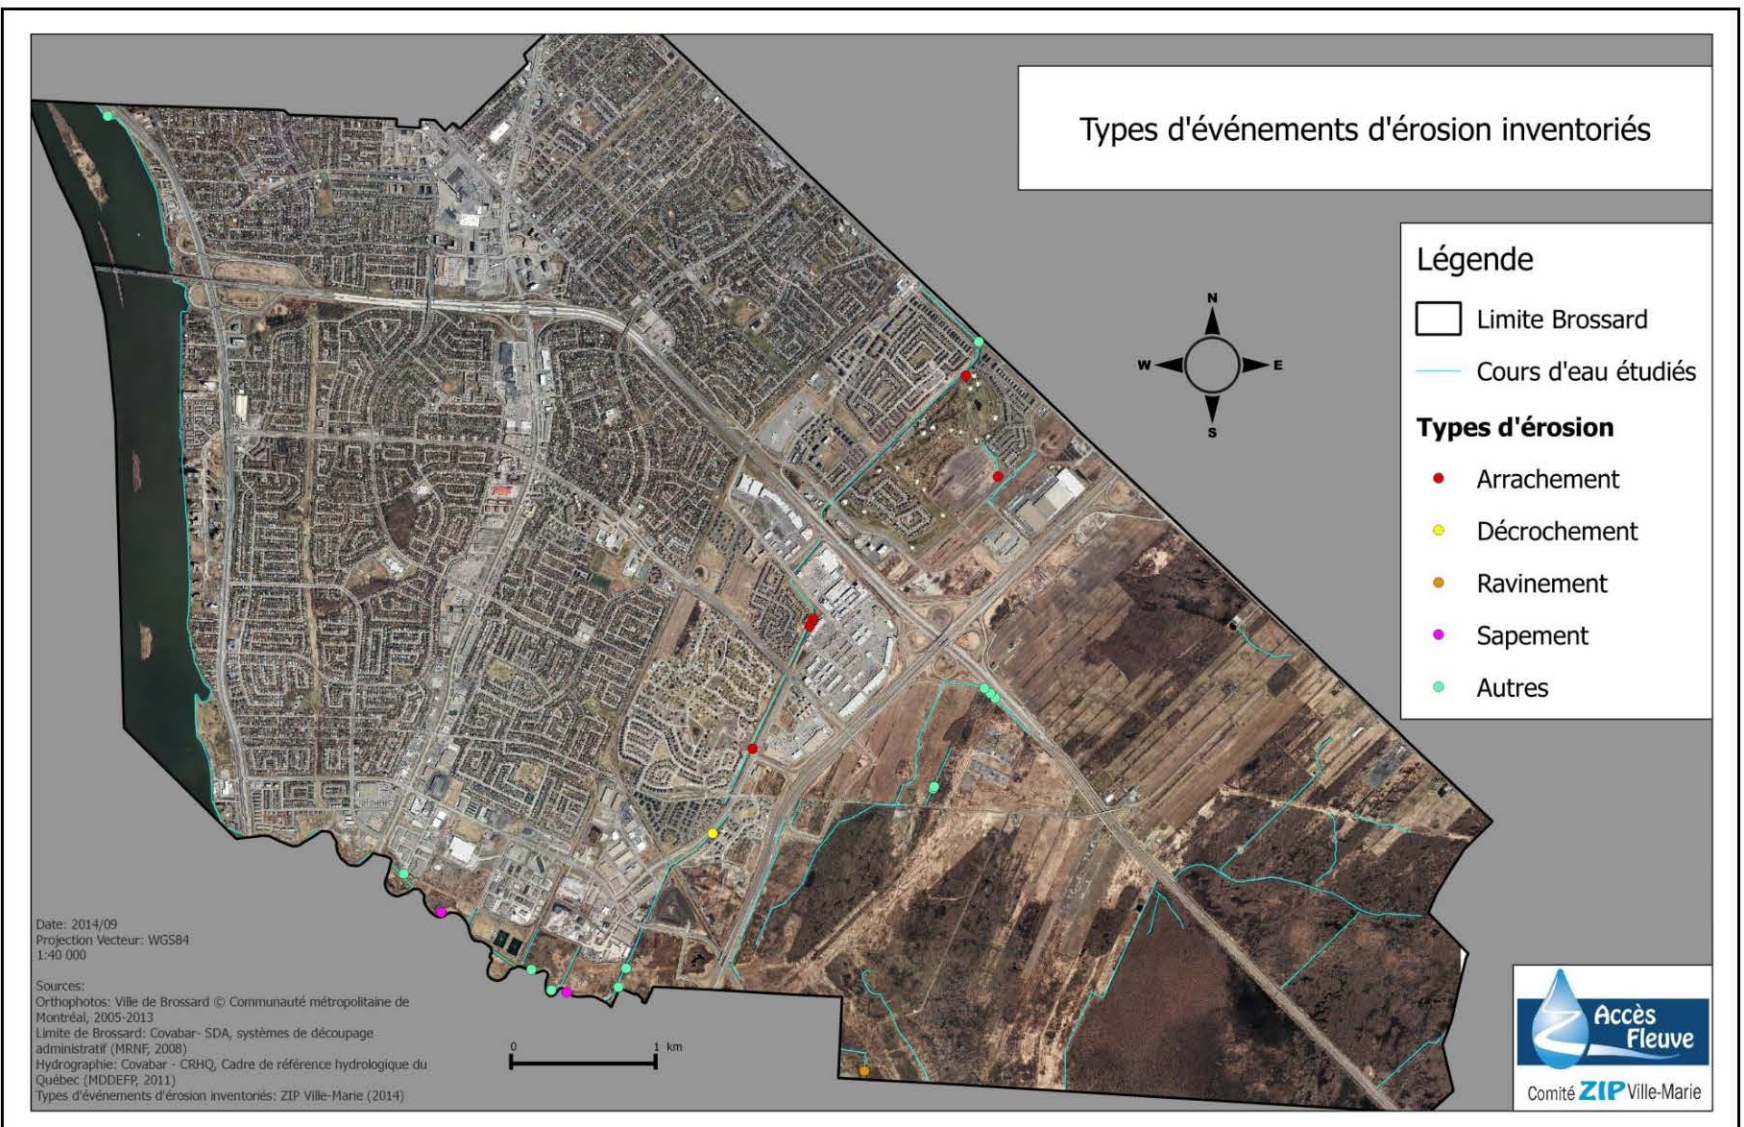 Types d'événements d'érosion inventoriés
Légende
Limite Brossard
Cours d'eau étudiés
Types d'érosion
Arrachement
Décrochement
Ravinement
Sapement
Autres
N
W
E
S
Date: 2014/09
Projection Vecteur: WGS84
1:40 000
Sources:
Orthophotos: Ville de Brossard © Communauté métropolitaine de
Montréal, 2005-2013
Limite de Brossard: Covabar- SDA, systèmes de découpage
administratif (MRNF, 2008)
Hydrographie: Covabar - CRHQ, Cadre de référence hydrologique du
Québec (MDDEFP, 2011)
Types d'événements d'érosion inventoriés: ZIP Ville-Marie (2014)
0 1 km
Accès
Fleuve
Comité ZIP Ville-Marie